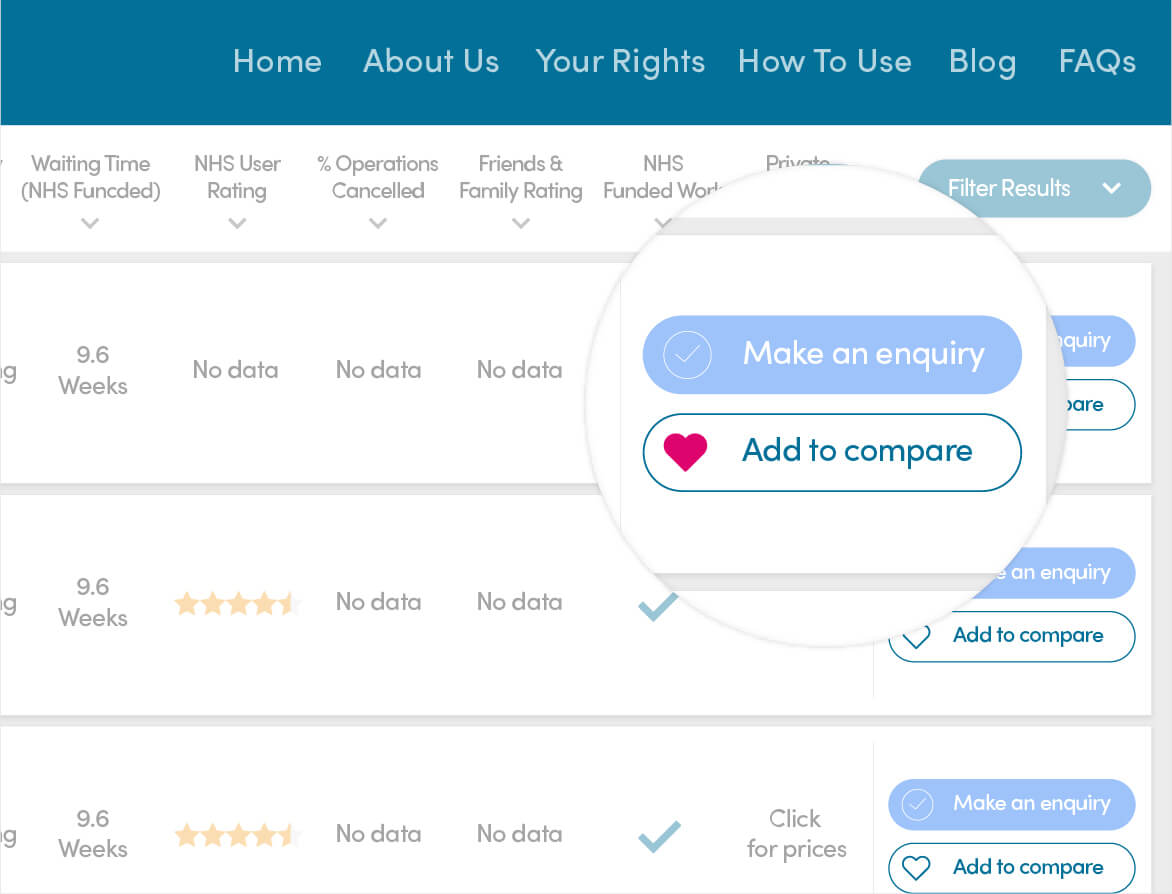 Home About Us Your Rights How To Use Blog FAQs
Waiting Time NHS User % Operations Friends & NHS Private
(NHS Funcded) Rating Cancelled Family Rating Funded Work
Filter Results
9.6
Weeks
No data No data No data
Make an enquiry
Add to compare
9.6
Weeks
No data No data
an enquiry
Add to compare
9.6
Weeks
No data No data
Click
for prices
Make an enquiry
Add to compare